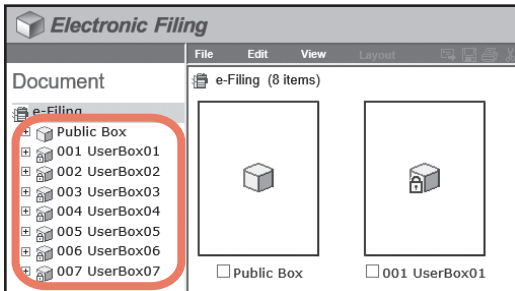 Electronic Filing
File Edit View Layout
Document
e-Filing (8 items)
e-Filing
Public Box
001 UserBox01
002 UserBox02
003 UserBox03
004 UserBox04
005 UserBox05
006 UserBox06
007 UserBox07
Public Box
001 UserBox01